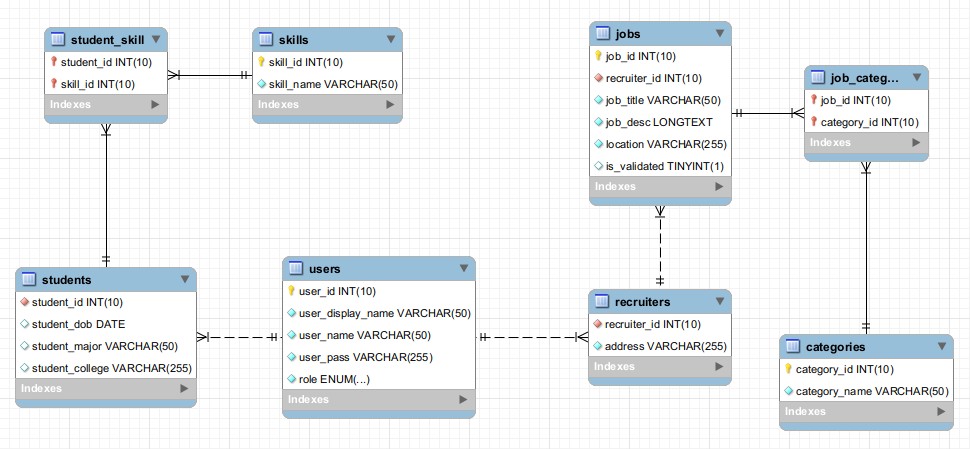 student_skill
student_id INT(10)
skill_id INT(10)
Indexes
skills
skill_id INT(10)
skill_name VARCHAR(50)
Indexes
jobs
job_id INT(10)
recruiter_id INT(10)
job_title VARCHAR(50)
job_desc LONGTEXT
location VARCHAR(255)
is_validated TINYINT(1)
Indexes
job_categ...
job_id INT(10)
category_id INT(10)
Indexes
students
student_id INT(10)
student_dob DATE
student_major VARCHAR(50)
student_college VARCHAR(255)
Indexes
users
user_id INT(10)
user_display_name VARCHAR(50)
user_name VARCHAR(50)
user_pass VARCHAR(255)
role ENUM(...)
Indexes
recruiters
recruiter_id INT(10)
address VARCHAR(255)
Indexes
categories
category_id INT(10)
category_name VARCHAR(50)
Indexes